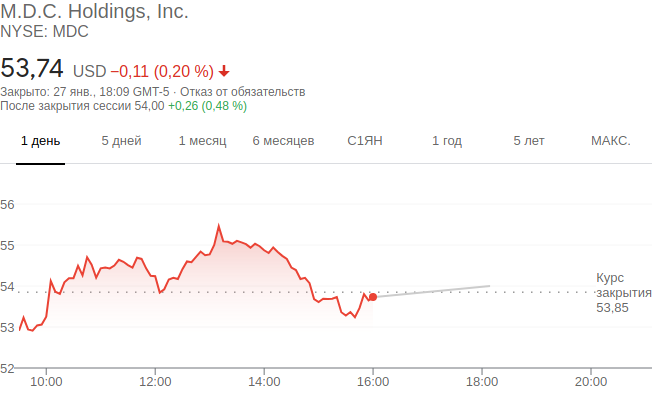 M.D.C. Holdings, Inc.
NYSE: MDC
53,74 USD −0,11 (0,20 %)
Закрыто: 27 янв., 18:09 GMT-5 · Отказ от обязательств
После закрытия сессии 54,00 +0,26 (0,48 %)
1 день 5 дней 1 месяц 6 месяцев С1ЯН 1 год 5 лет МАКС.
56
55
54
53
52
Курс
закрытия
53,85
10:00 12:00 14:00 16:00 18:00 20:00